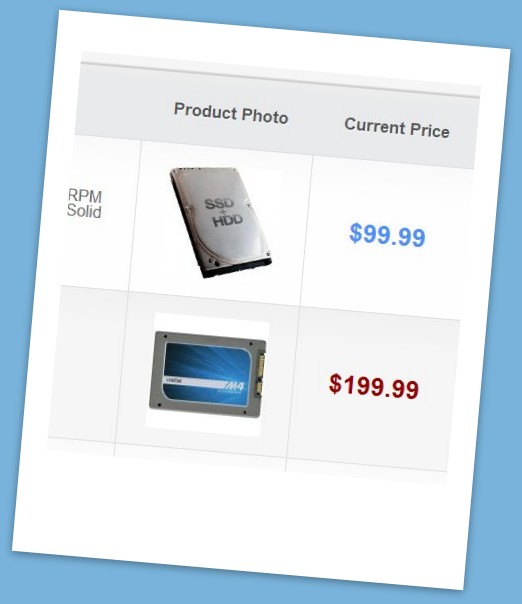 Product Photo
Current Price
RPM
Solid
SSD
+
HDD
$99.99
crucial
M4
$199.99